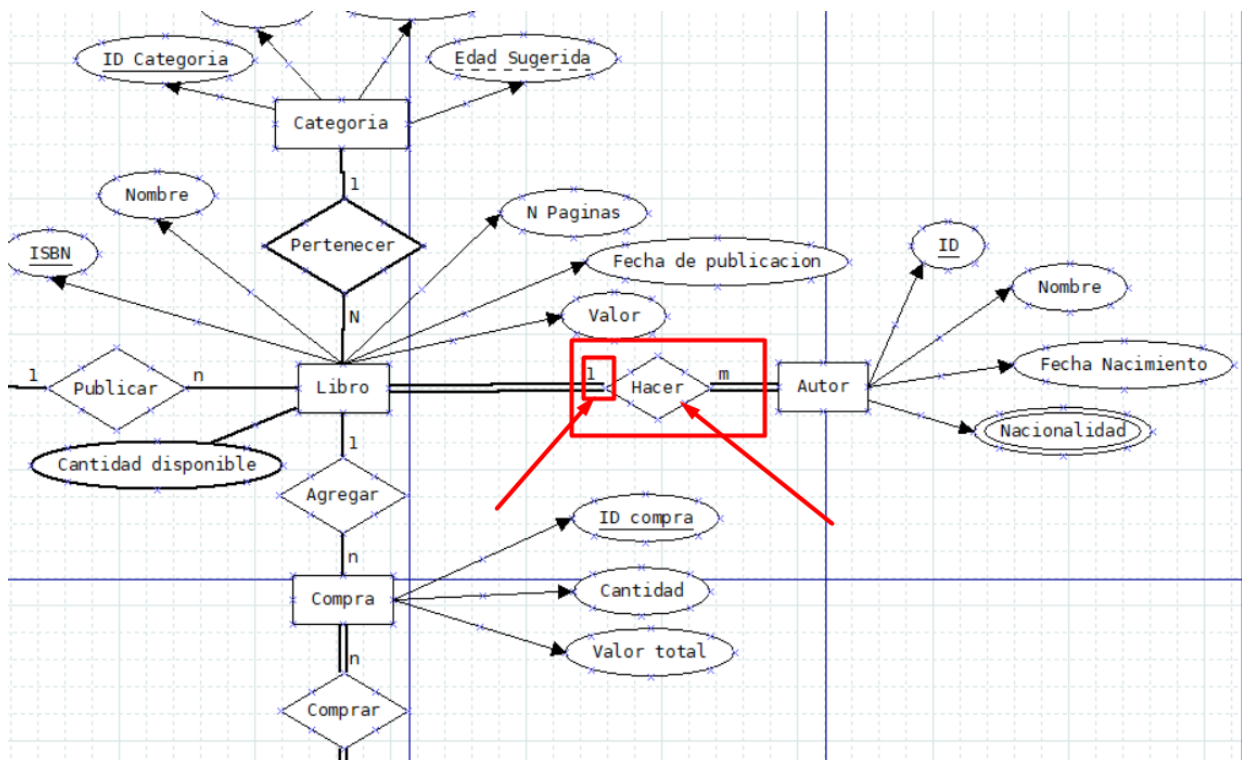 ID Categoria
Edad Sugerida
Categoria
1
Nombre
N Paginas
Pertenecer
ISBN
ID
Fecha de publicacion
Nombre
Valor
N
1
Publicar
n
Libro
1
Hacer
m
Autor
Fecha Nacimiento
Nacionalidad
1
Cantidad disponible
Agregar
ID compra
n
Compra
Cantidad
Valor total
n
Comprar